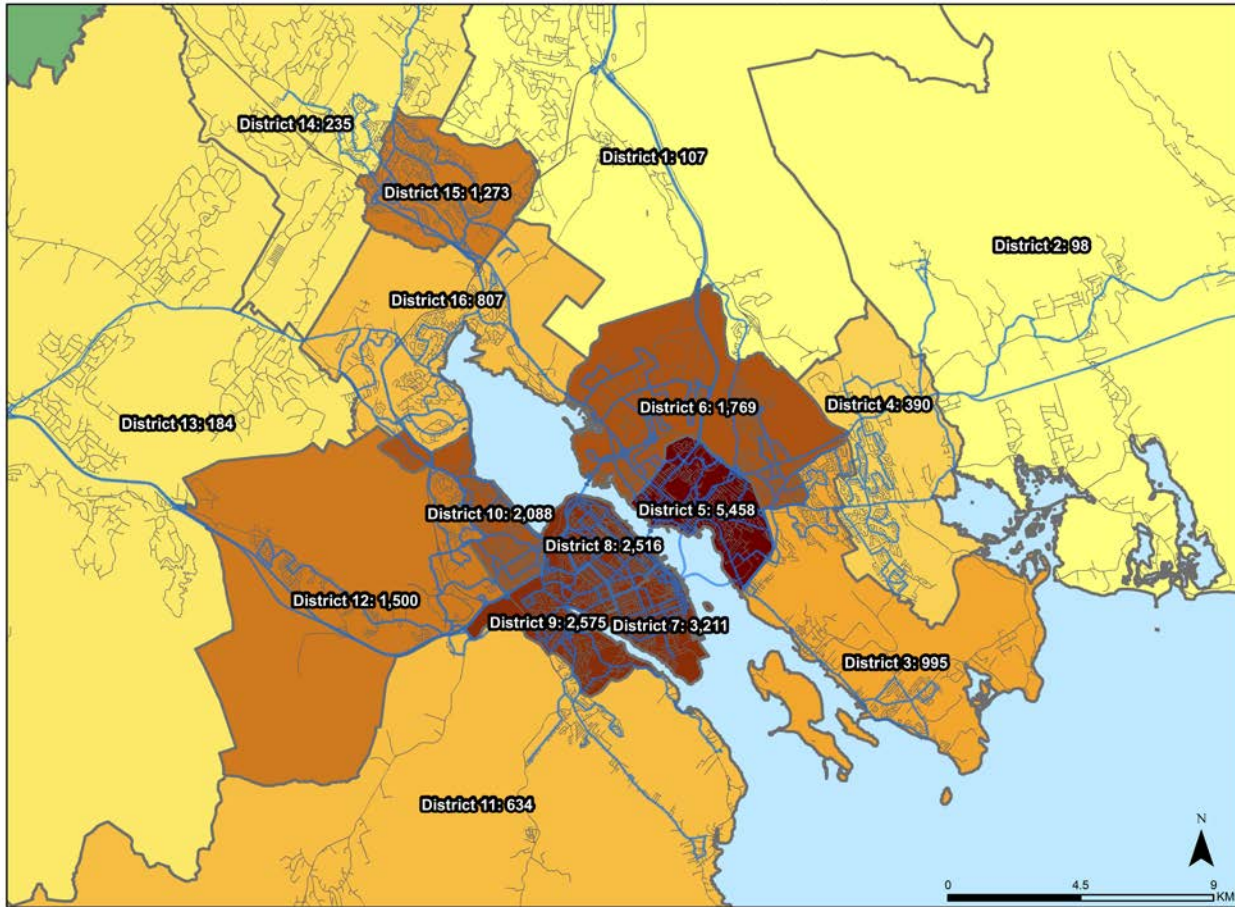 District 14: 235
District 1: 107
District 15: 1,273
District 2: 98
District 16: 807
District 6: 1,769
District 4: 390
District 13: 184
District 10: 2,088
District 5: 5,458
District 8: 2,516
District 12: 1,500
District 9: 2,575
District 7: 3,211
District 3: 995
District 11: 634
N
0
4.5
9
KM